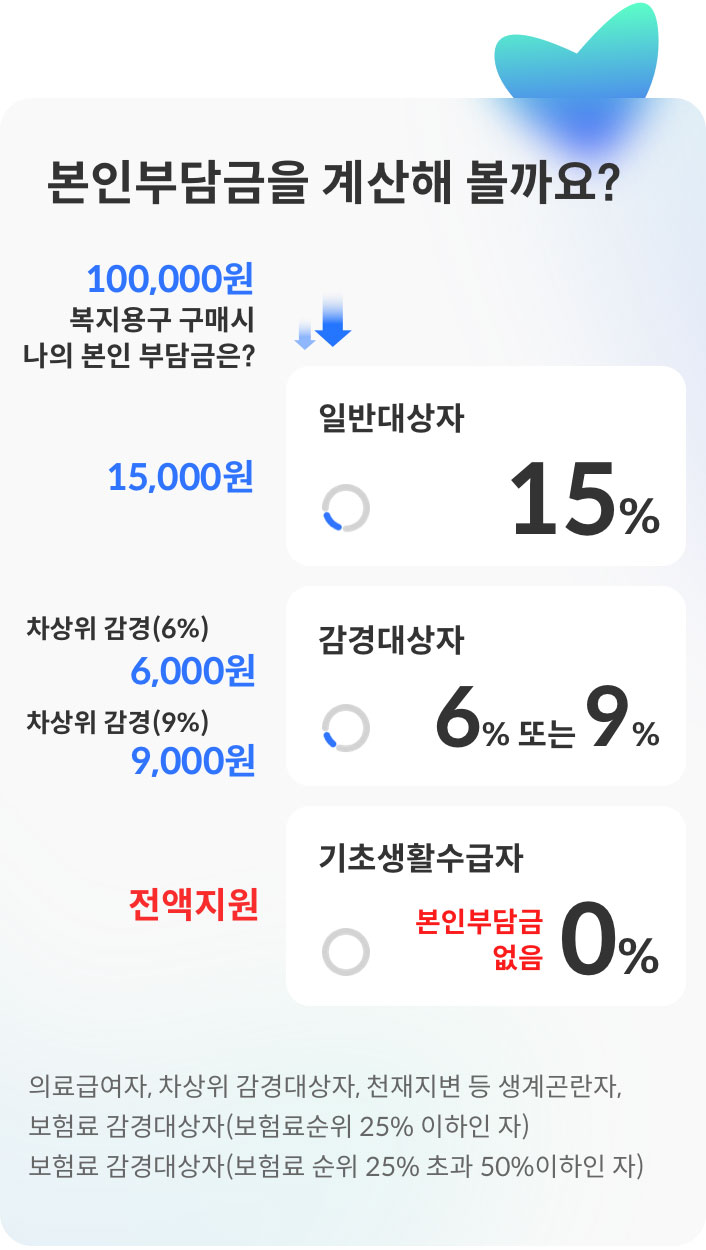 본인부담금을 계산해 볼까요?
100,000원
복지용구 구매시
나의 본인 부담금은?
일반대상자
15,000원
15%
차상위 감경(6%)
6,000원
차상위 감경(9%)
9,000원
감경대상자
6% 또는 9%
기초생활수급자
전액지원
본인부담금
없음
0%
의료급여자, 차상위 감경대상자, 천재지변 등 생계곤란자,
보험료 감경대상자(보험료순위 25% 이하인 자)
보험료 감경대상자(보험료 순위 25% 초과 50%이하인 자)